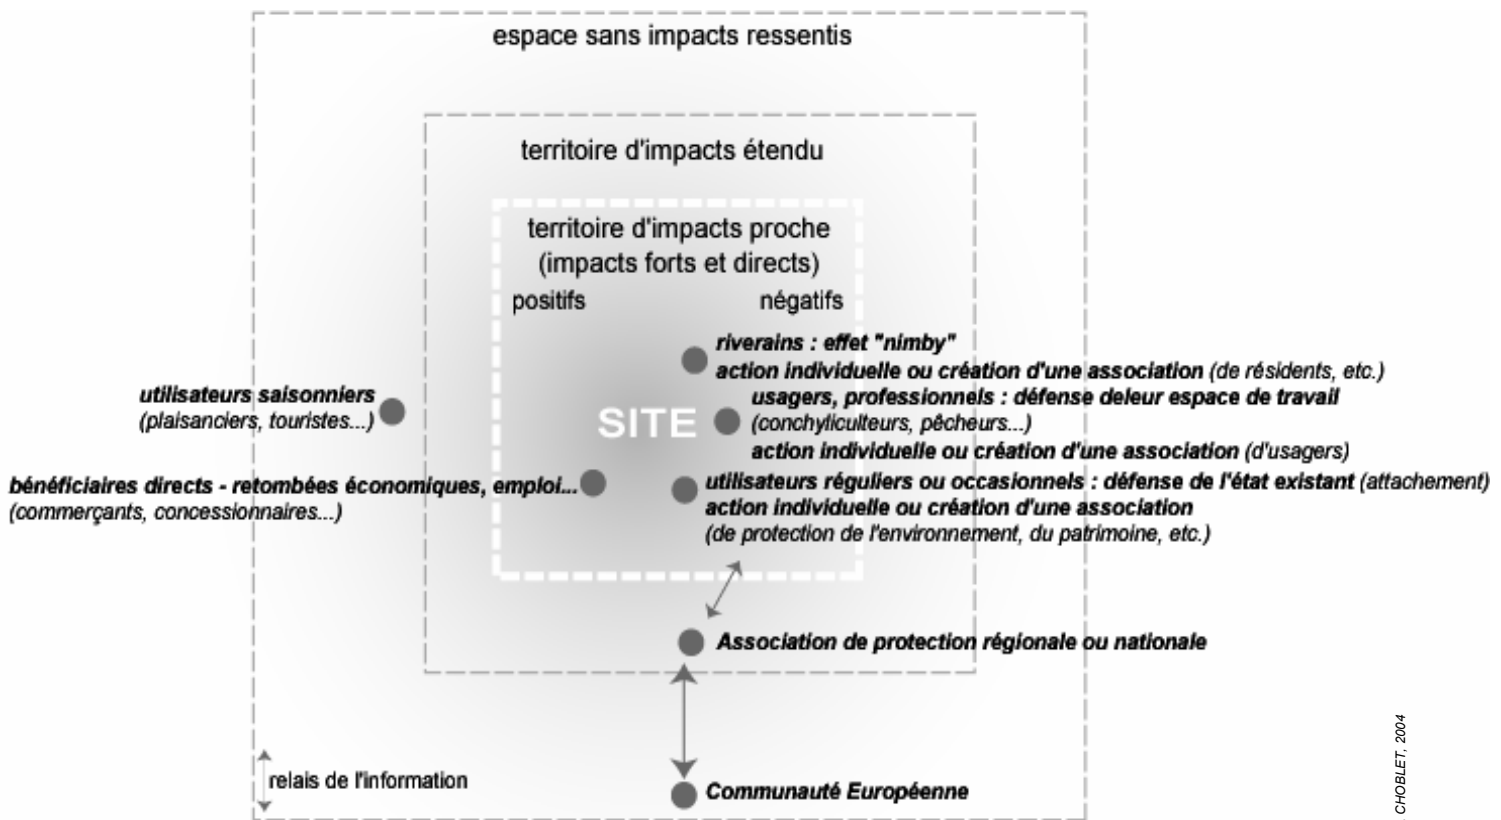 espace sans impacts ressentis
territoire d'impacts étendu
territoire d'impacts proche
(impacts forts et directs)
positifs
négatifs
riverains : effet "nimby"
action individuelle ou création d'une association (de résidents, etc.)
utilisateurs saisonniers
(plaisanciers, touristes...)
SITE
usagers, professionnels : défense deleur espace de travail
(conchyliculteurs, pêcheurs...)
action individuelle ou création d'une association (d'usagers)
bénéficiaires directs - retombées économiques, emploi...
(commerçants, concessionnaires...)
utilisateurs réguliers ou occasionnels : défense de l'état existant (attachement)
action individuelle ou création d'une association
(de protection de l'environnement, du patrimoine, etc.)
Association de protection régionale ou nationale
relais de l'information
Communauté Européenne
CHOBLET, 2004